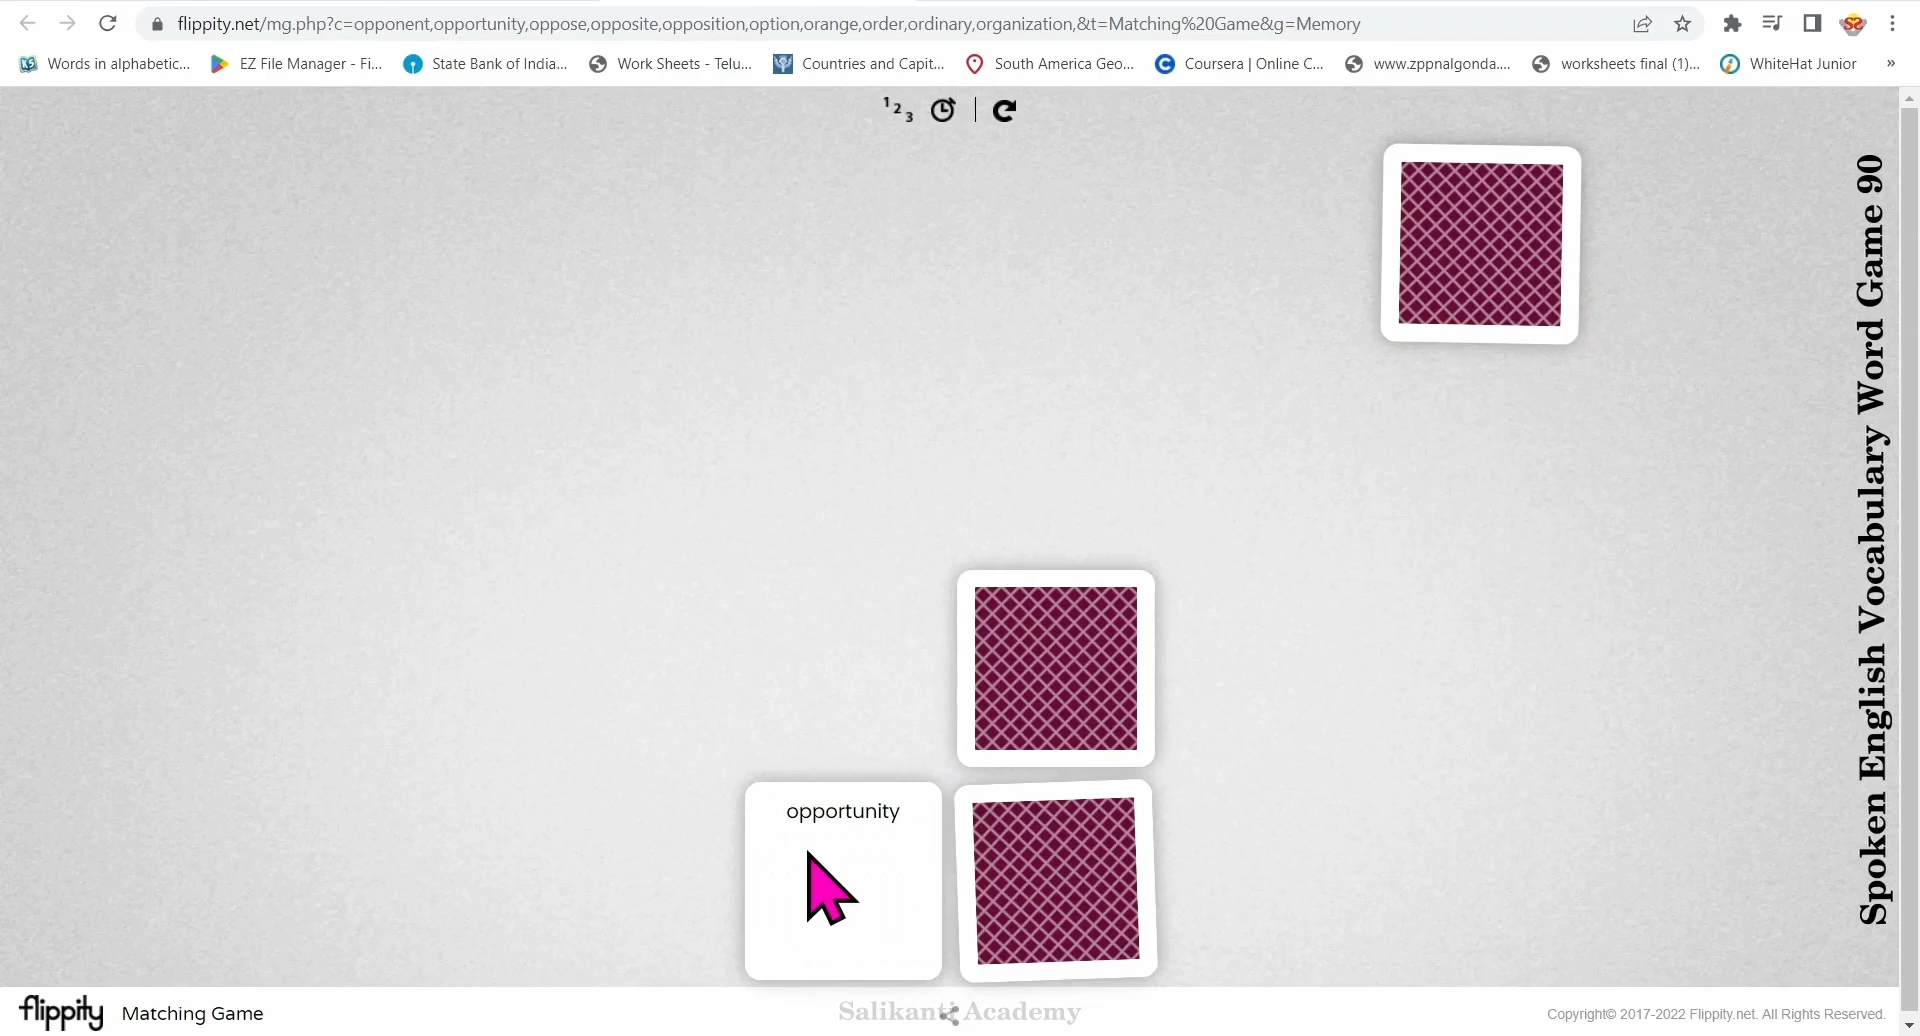 flippity.net/mg.php?c=opponent,opportunity,oppose,opposite,opposition,option,orange,order,ordinary,organization,&t=Matching%20Game&g=Memory
Words in alphabetic... EZ File Manager - Fi... State Bank of India... Work Sheets - Telu... Countries and Capit... South America Geo... Coursera | Online C... www.zppnalgonda.... worksheets final (1)... WhiteHat Junior »
1 2 3
Spoken English Vocabulary Word Game 90
opportunity
flippity Matching Game
Salikanti Academy
Copyright© 2017-2022 Flippity.net. All Rights Reserved.